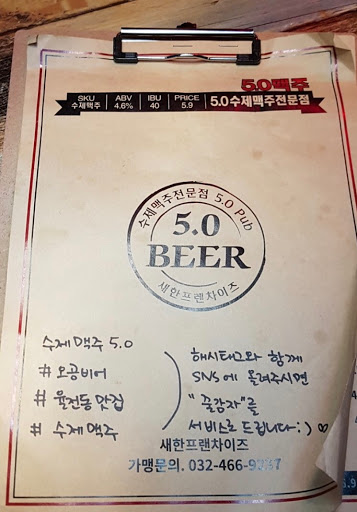 5.0맥주
SKU 수제맥주 ABV 4.6% IBU 40 PRICE 5.9 5.0수제맥주전문점
수제맥주전문점 5.0 Pub
5.0
BEER
새한프랜차이즈
수제맥주 5.0
# 오공비어
# 율전동맛집
# 수제맥주
해시태그와 함께
SNS에 올려주시면
"꿀감자"를
서비스로 드립니다 : ) ♡
새한프랜차이즈
가맹문의. 032-466-